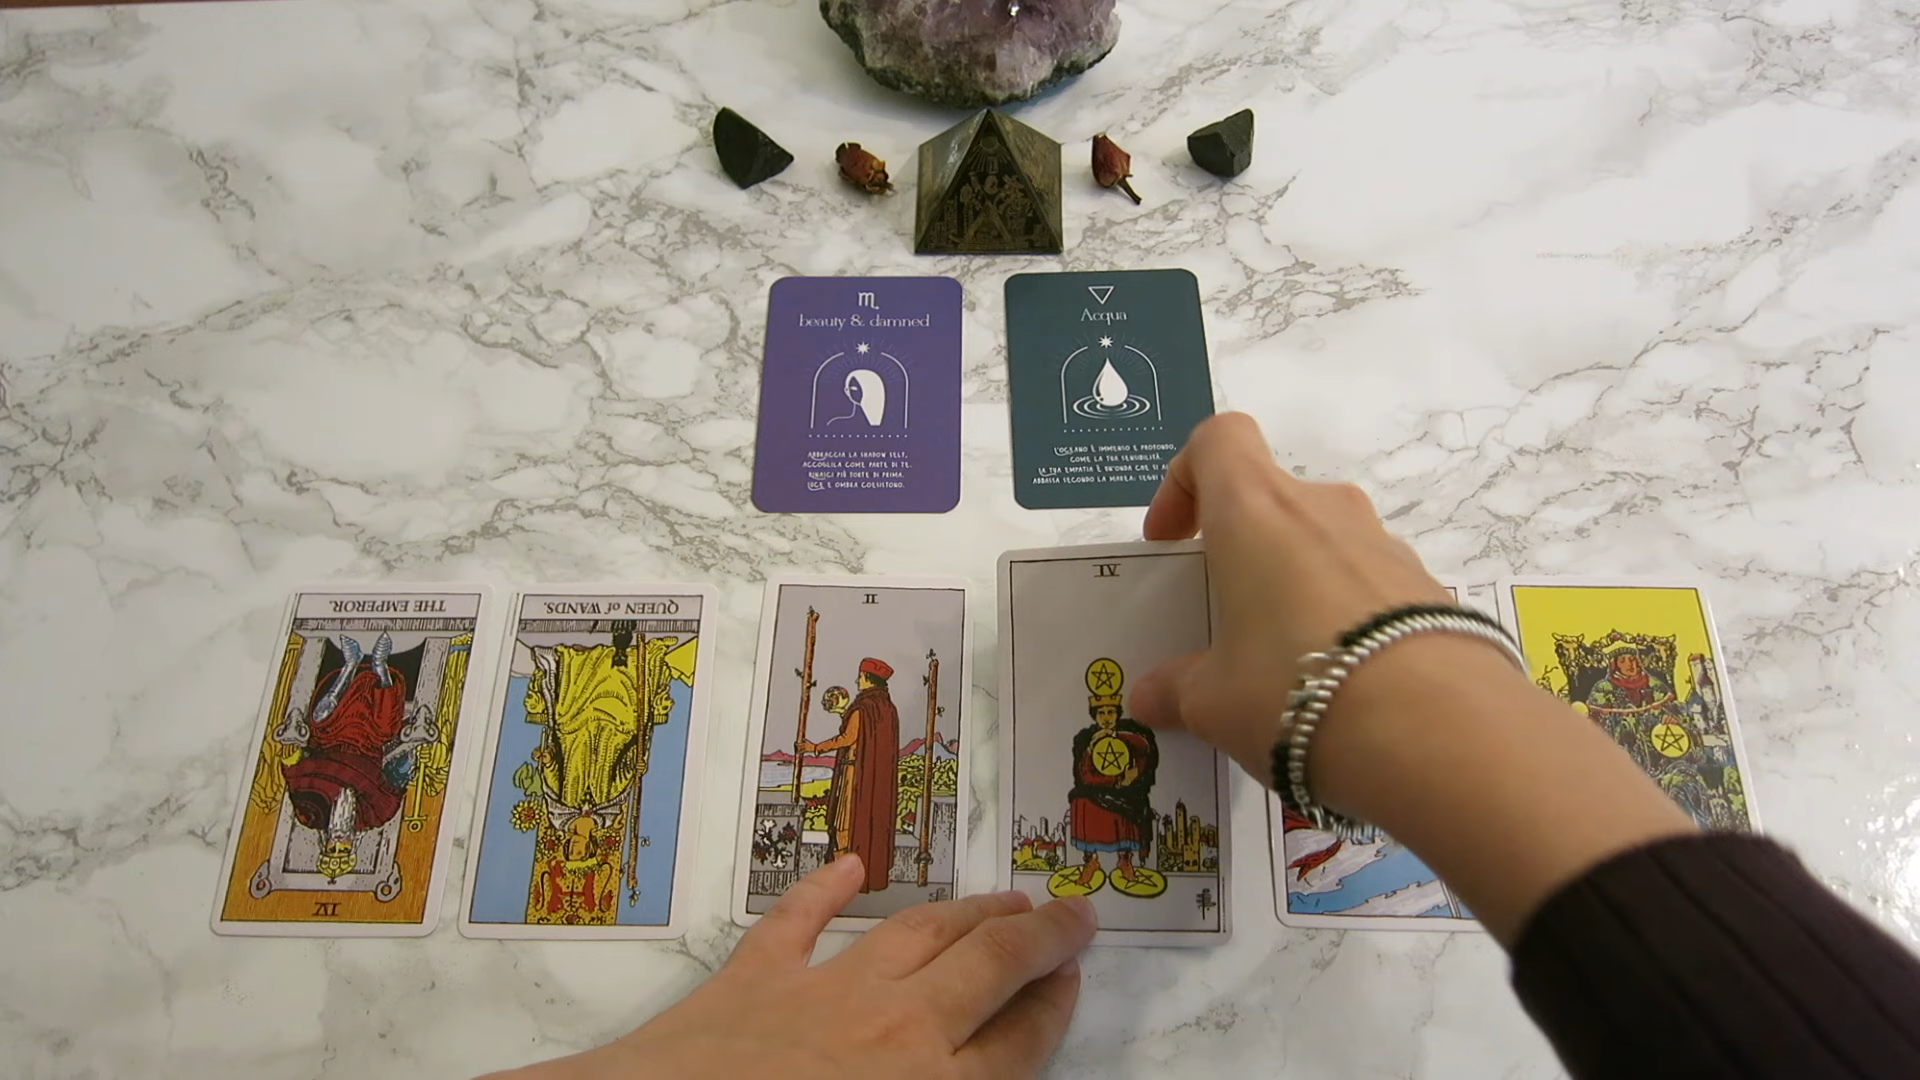 ♏
beauty & damned
ABBRACCIA LA SHADOW SELF,
ACCOGLILA COME PARTE DI TE.
RINASCI PIÙ FORTE DI PRIMA.
LUCE E OMBRA COESISTONO.
Acqua
L'OCEANO È IMMENSO E PROFONDO,
COME LA TUA SENSIBILITÀ.
LA TUA EMPATIA È UN'ONDA CHE SI
ABBASSA SECONDO LA MAREA: SEGUI
THE EMPEROR.
IV
QUEEN of WANDS.
II
IV